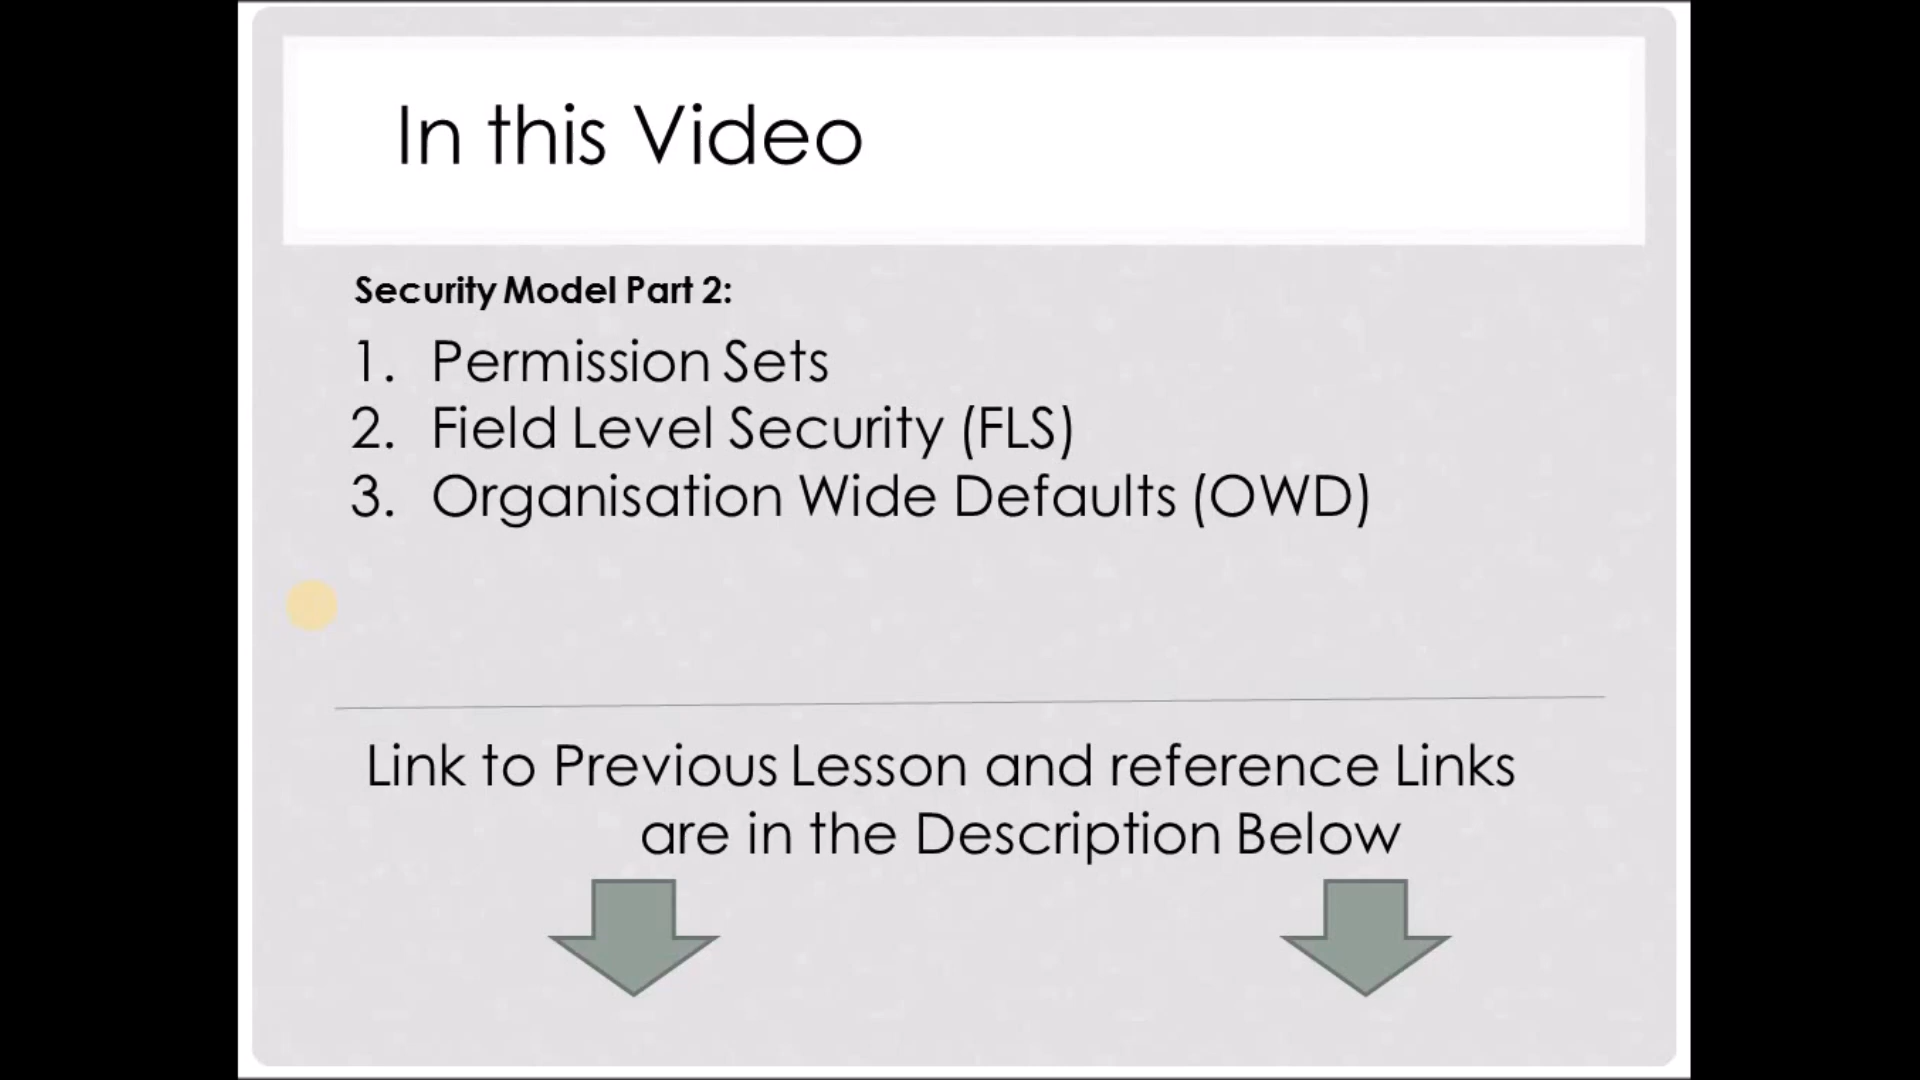 In this Video
Security Model Part 2:
1. Permission Sets
2. Field Level Security (FLS)
3. Organisation Wide Defaults (OWD)
Link to Previous Lesson and reference Links
are in the Description Below